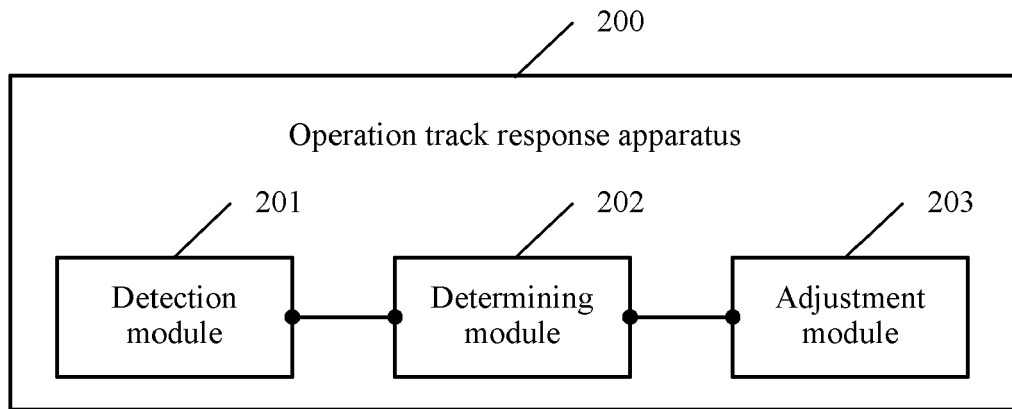 200
Operation track response apparatus
201
202
203
Detection
module
Determining
module
Adjustment
module